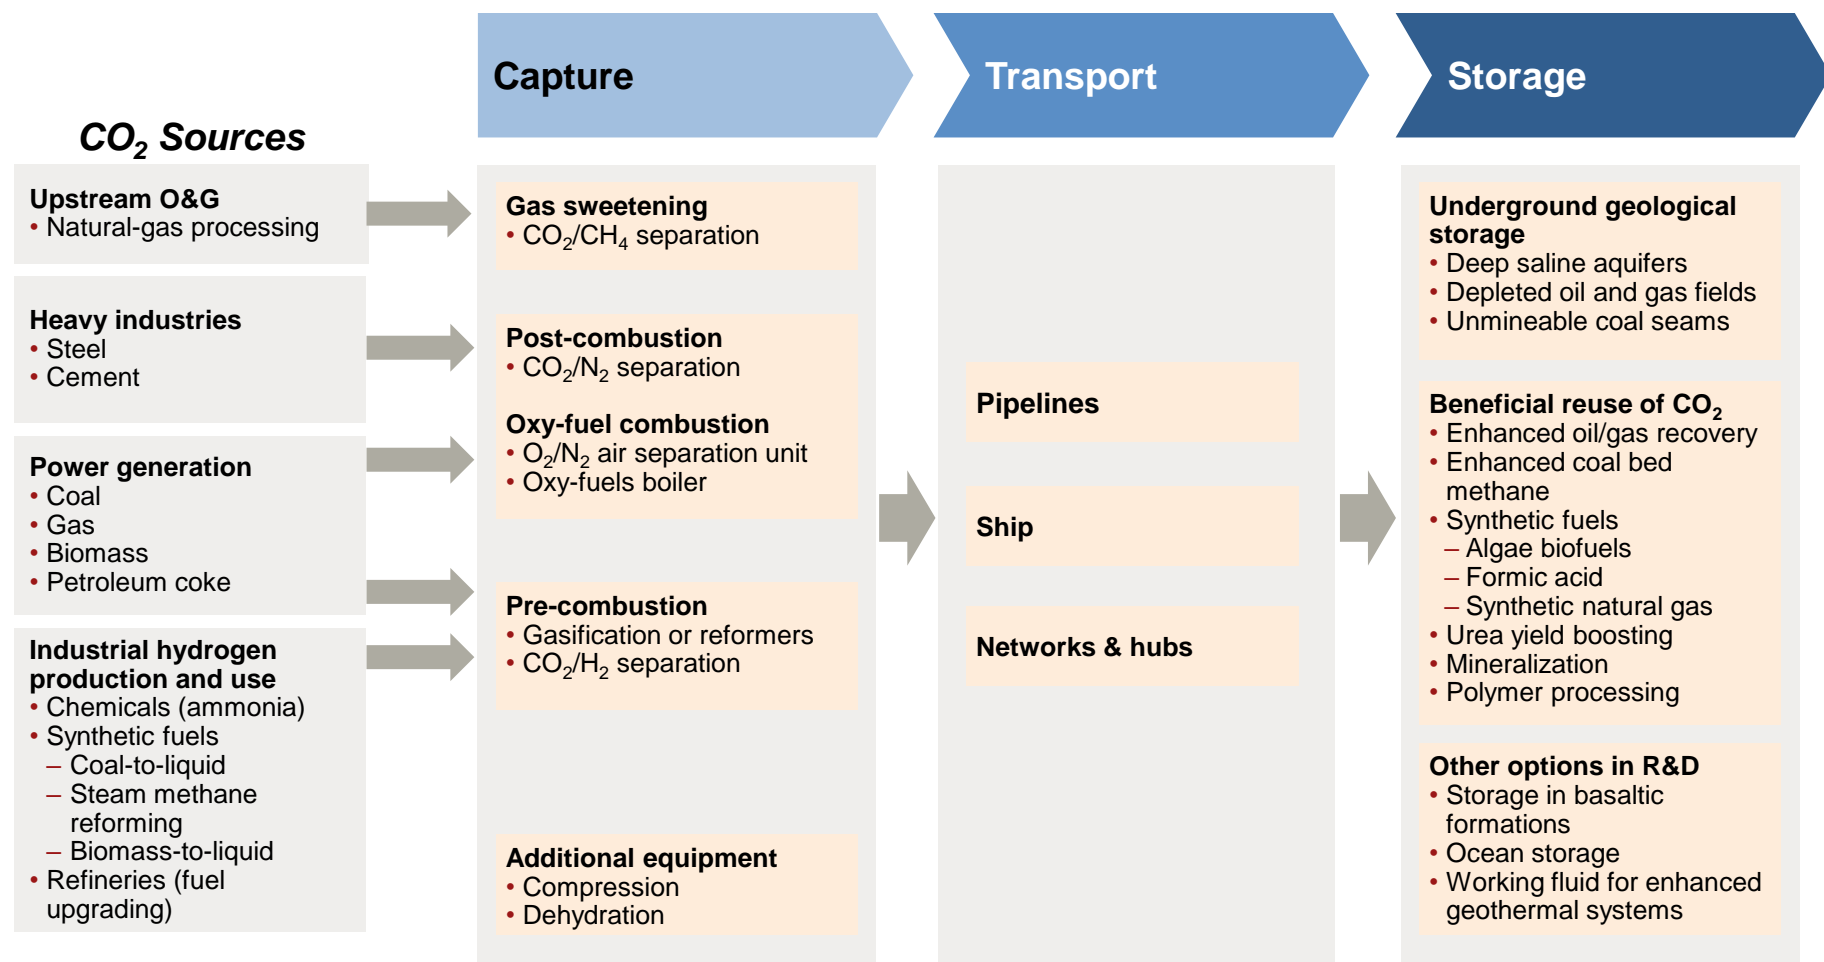 Capture
Transport
Storage
CO₂ Sources
Upstream O&G
• Natural-gas processing
Heavy industries
• Steel
• Cement
Power generation
• Coal
• Gas
• Biomass
• Petroleum coke
Industrial hydrogen
production and use
• Chemicals (ammonia)
• Synthetic fuels
– Coal-to-liquid
– Steam methane
reforming
– Biomass-to-liquid
• Refineries (fuel
upgrading)
Gas sweetening
• CO₂/CH₄ separation
Post-combustion
• CO₂/N₂ separation
Oxy-fuel combustion
• O₂/N₂ air separation unit
• Oxy-fuels boiler
Pre-combustion
• Gasification or reformers
• CO₂/H₂ separation
Additional equipment
• Compression
• Dehydration
Pipelines
Ship
Networks & hubs
Underground geological
storage
• Deep saline aquifers
• Depleted oil and gas fields
• Unmineable coal seams
Beneficial reuse of CO₂
• Enhanced oil/gas recovery
• Enhanced coal bed
methane
• Synthetic fuels
– Algae biofuels
– Formic acid
– Synthetic natural gas
• Urea yield boosting
• Mineralization
• Polymer processing
Other options in R&D
• Storage in basaltic
formations
• Ocean storage
• Working fluid for enhanced
geothermal systems